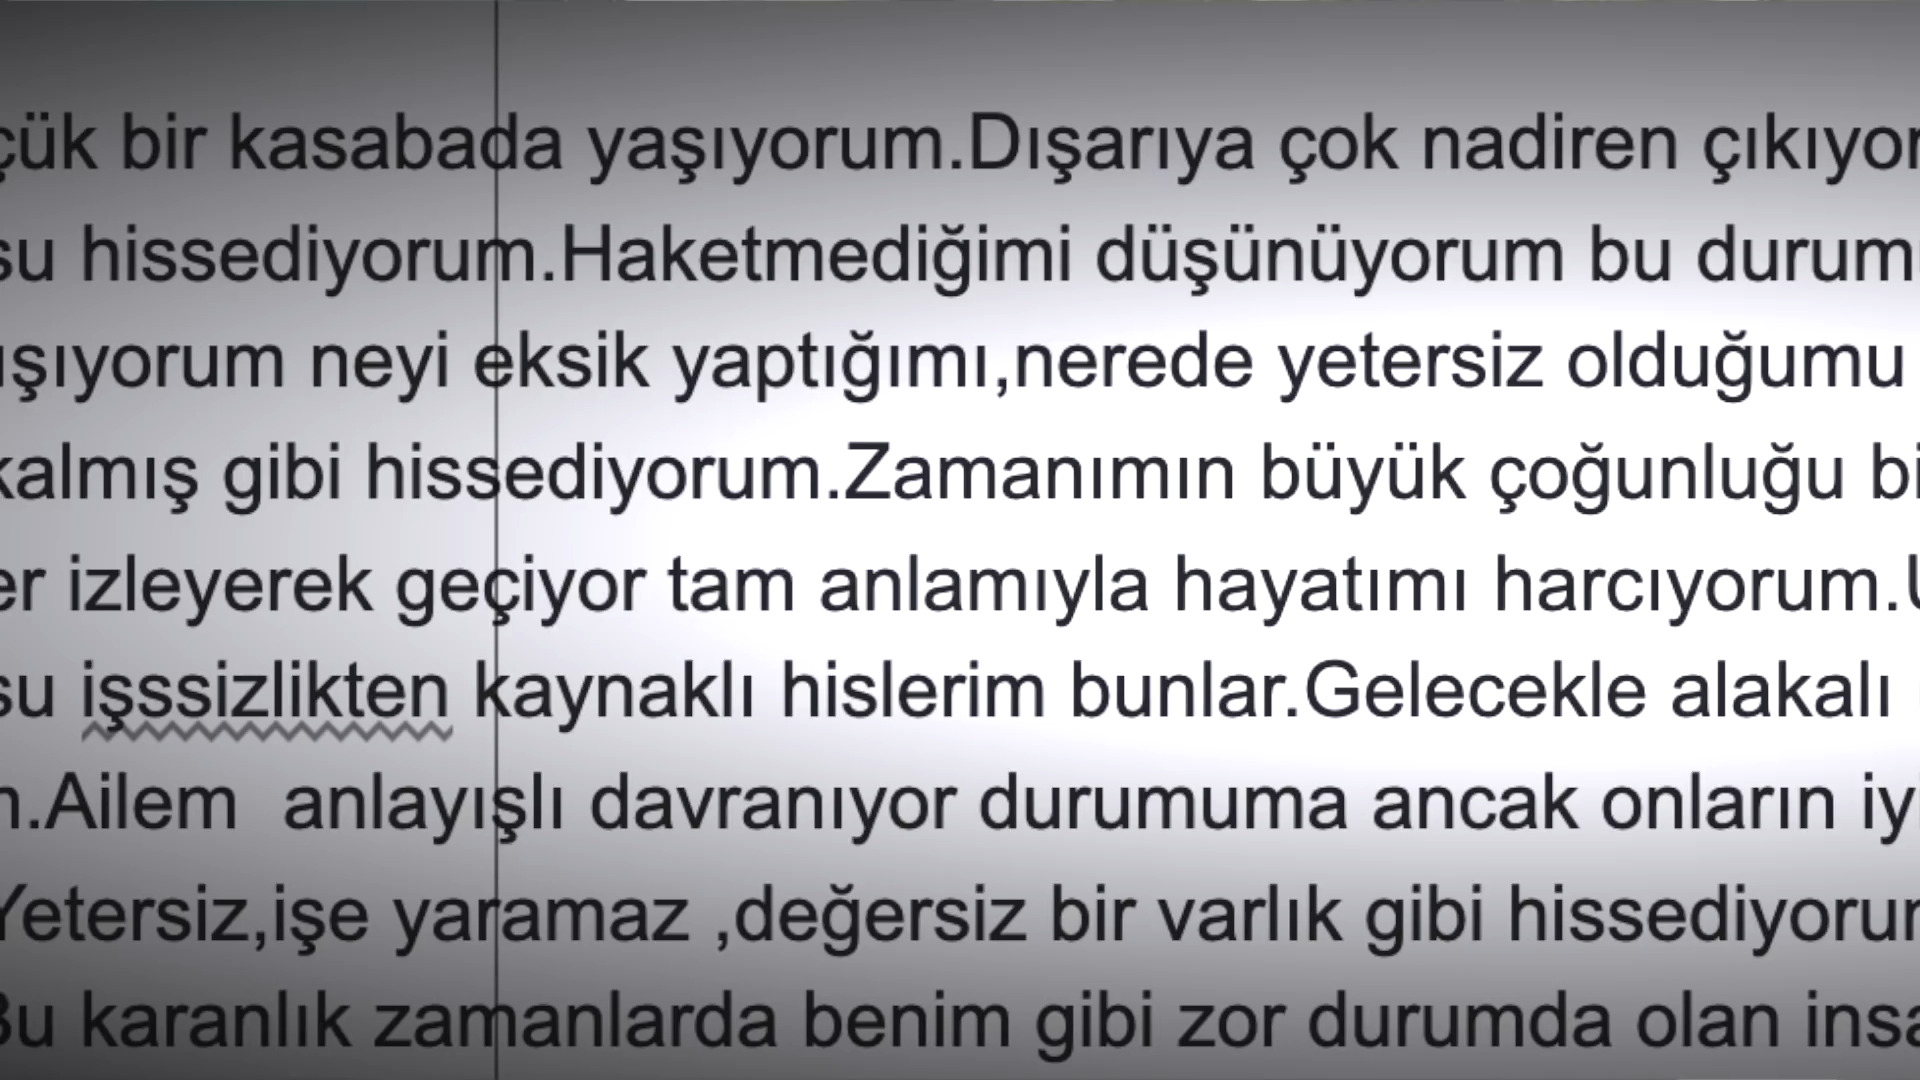 çük bir kasabada yaşıyorum.Dışarıya çok nadiren çıkıyor
su hissediyorum.Haketmediğimi düşünüyorum bu durum
ışıyorum neyi eksik yaptığımı,nerede yetersiz olduğumu
kalmış gibi hissediyorum.Zamanımın büyük çoğunluğu bi
er izleyerek geçiyor tam anlamıyla hayatımı harcıyorum.
su işssizlikten kaynaklı hislerim bunlar.Gelecekle alakalı
m.Ailem anlayışlı davranıyor durumuma ancak onların iy
Yetersiz,işe yaramaz ,değersiz bir varlık gibi hissediyorum
Bu karanlık zamanlarda benim gibi zor durumda olan insa